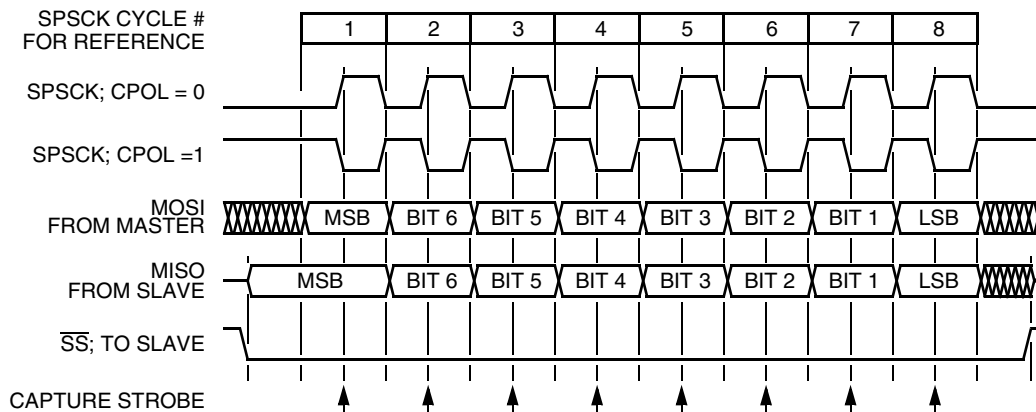 SPSCK CYCLE #
FOR REFERENCE
1 2 3 4 5 6 7 8
SPSCK; CPOL = 0
SPSCK; CPOL =1
MOSI
FROM MASTER
MSB BIT 6 BIT 5 BIT 4 BIT 3 BIT 2 BIT 1 LSB
MISO
FROM SLAVE
MSB BIT 6 BIT 5 BIT 4 BIT 3 BIT 2 BIT 1 LSB
SS; TO SLAVE
CAPTURE STROBE